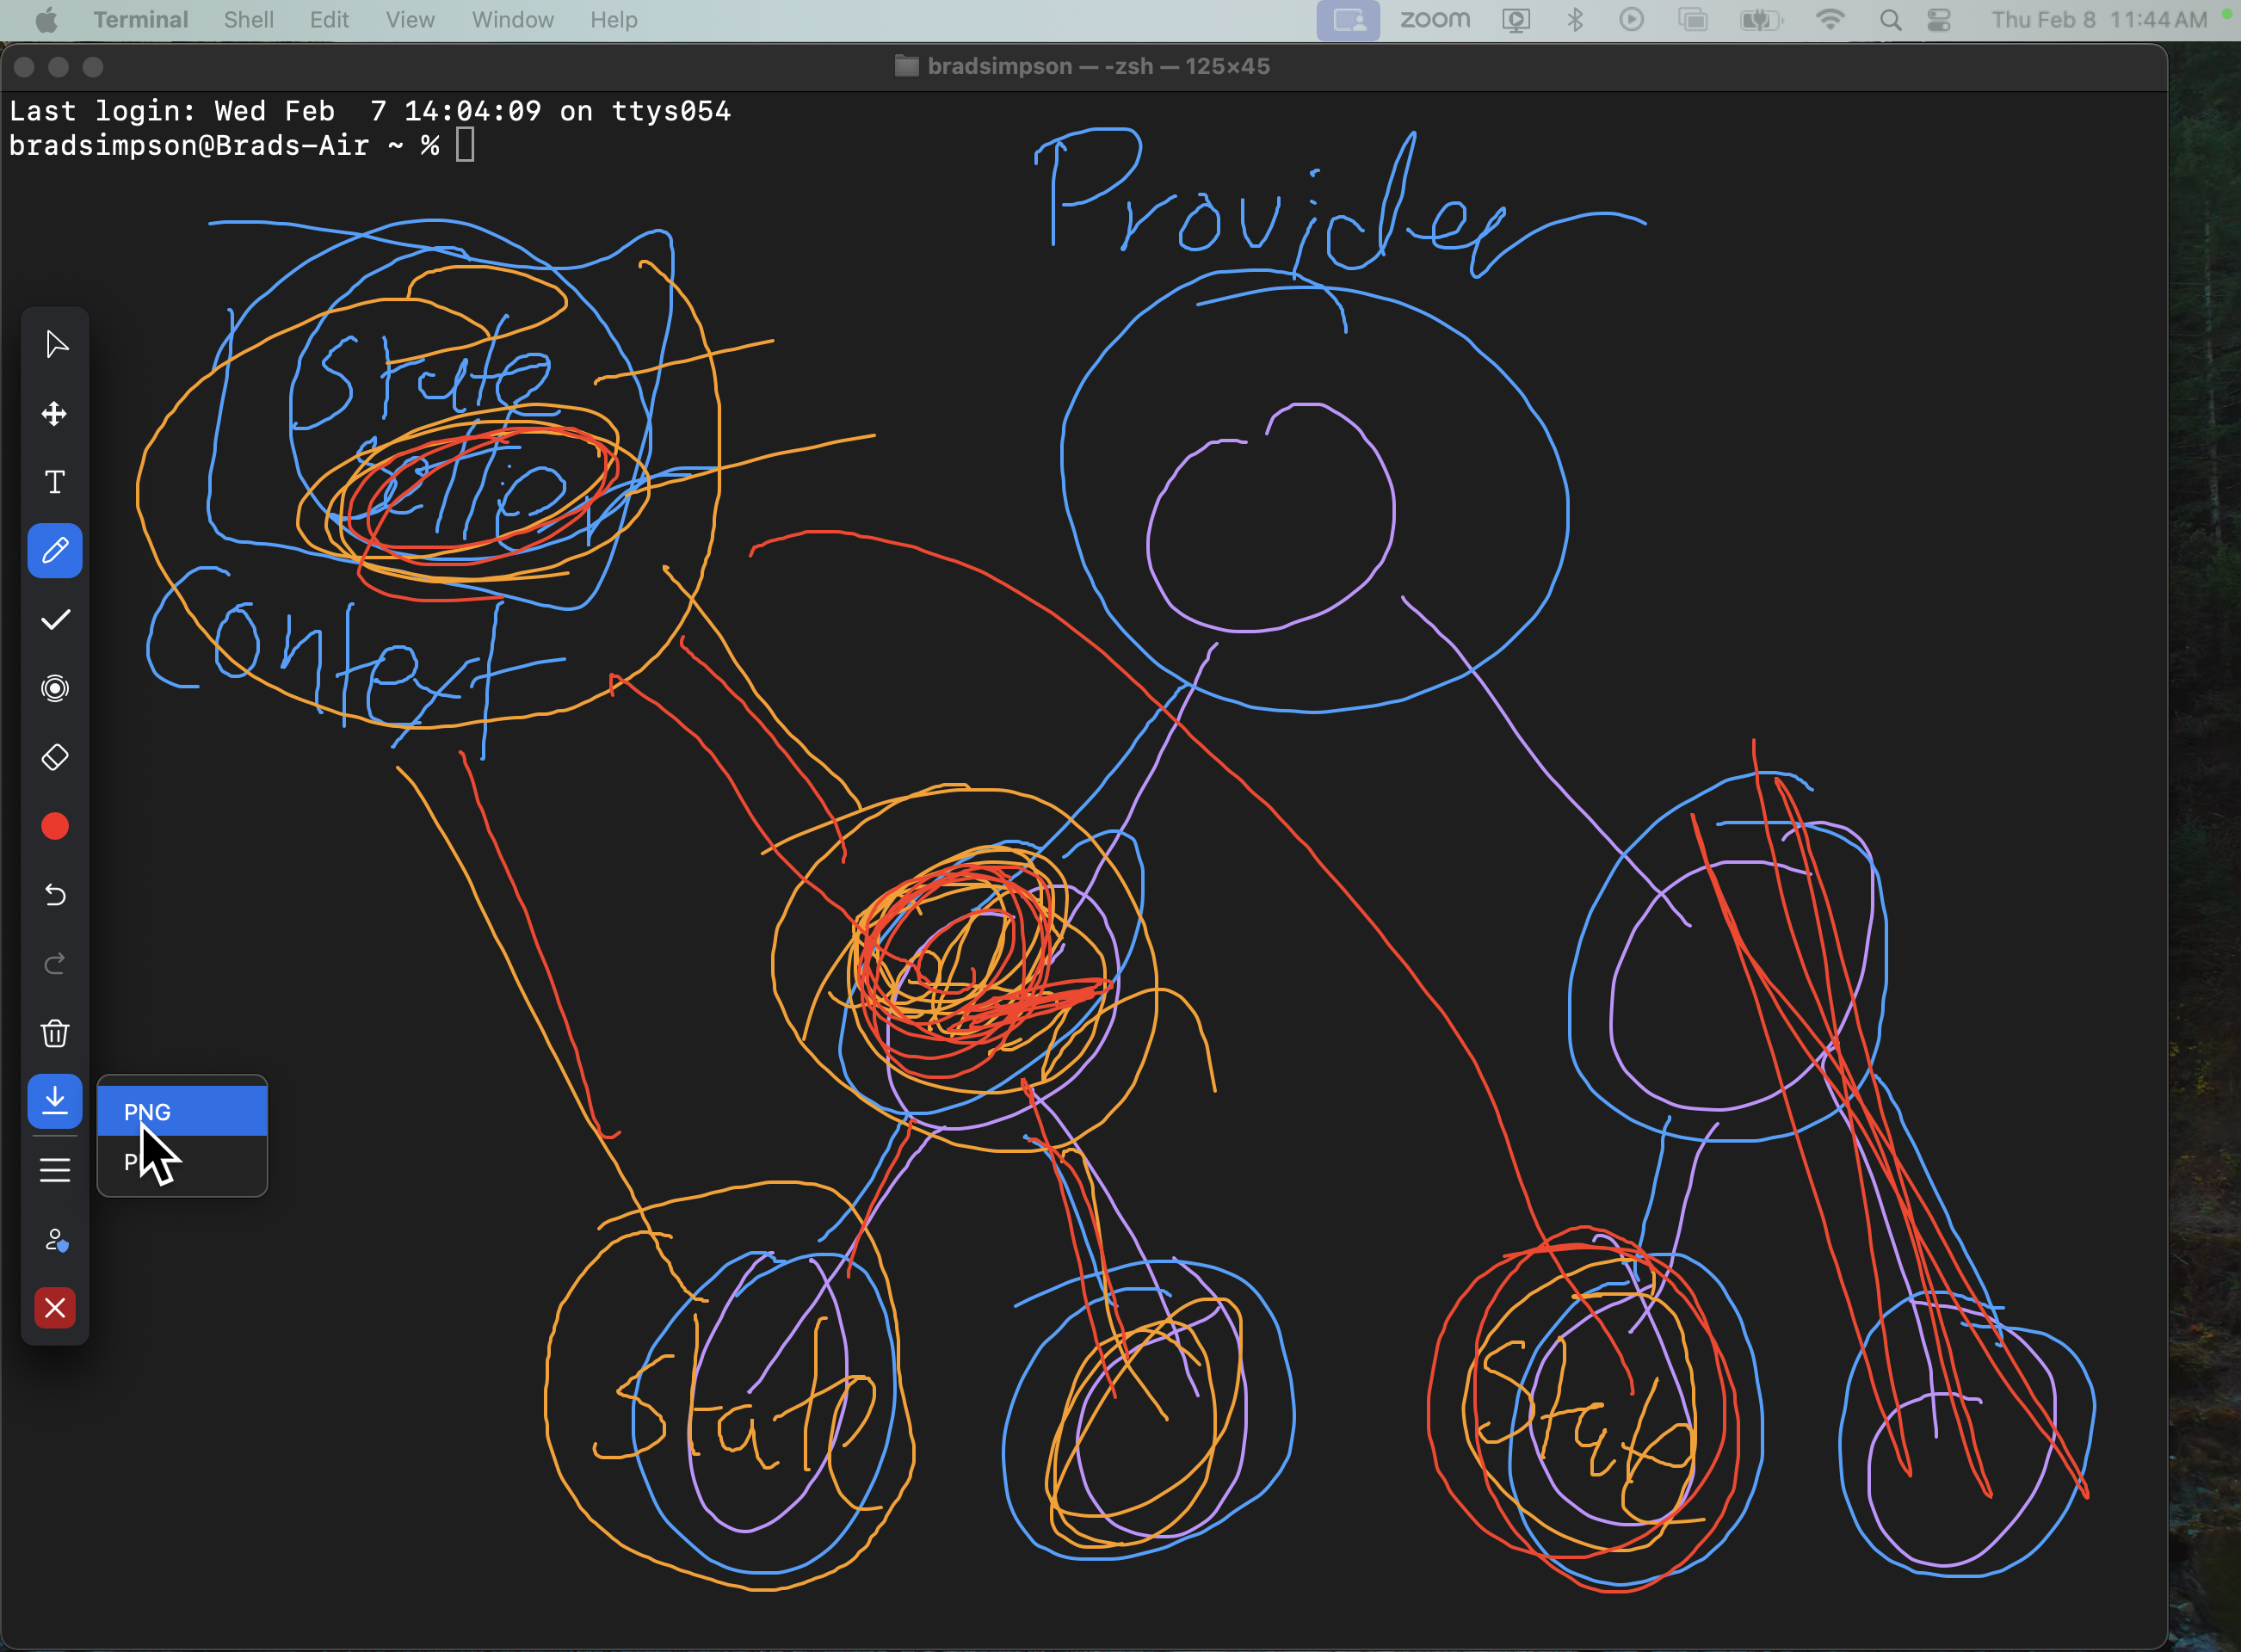 Terminal Shell Edit View Window Help zoom Thu Feb 8 11:44 AM
bradsimpson — -zsh — 125×45
Last login: Wed Feb  7 14:04:09 on ttys054
bradsimpson@Brads-Air ~ %
Provider
State
Context
PNG
State
State